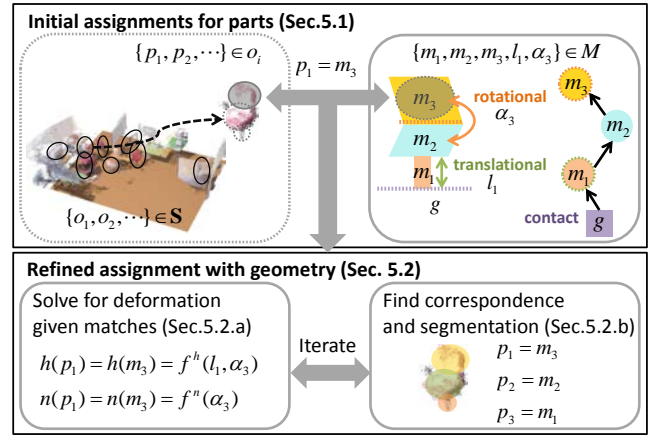 Initial assignments for parts (Sec.5.1)
{p₁, p₂, ⋯} ∈ oᵢ
{o₁, o₂, ⋯} ∈ S
p₁ = m₃
{m₁, m₂, m₃, l₁, α₃} ∈ M
m₃
rotational
α₃
m₂
m₁
translational
l₁
g
m₃
m₂
m₁
contact
g
Refined assignment with geometry (Sec. 5.2)
Solve for deformation
given matches (Sec.5.2.a)
h(p₁) = h(m₃) = fʰ(l₁, α₃)
n(p₁) = n(m₃) = fⁿ(α₃)
Iterate
Find correspondence
and segmentation (Sec.5.2.b)
p₁ = m₃
p₂ = m₂
p₃ = m₁